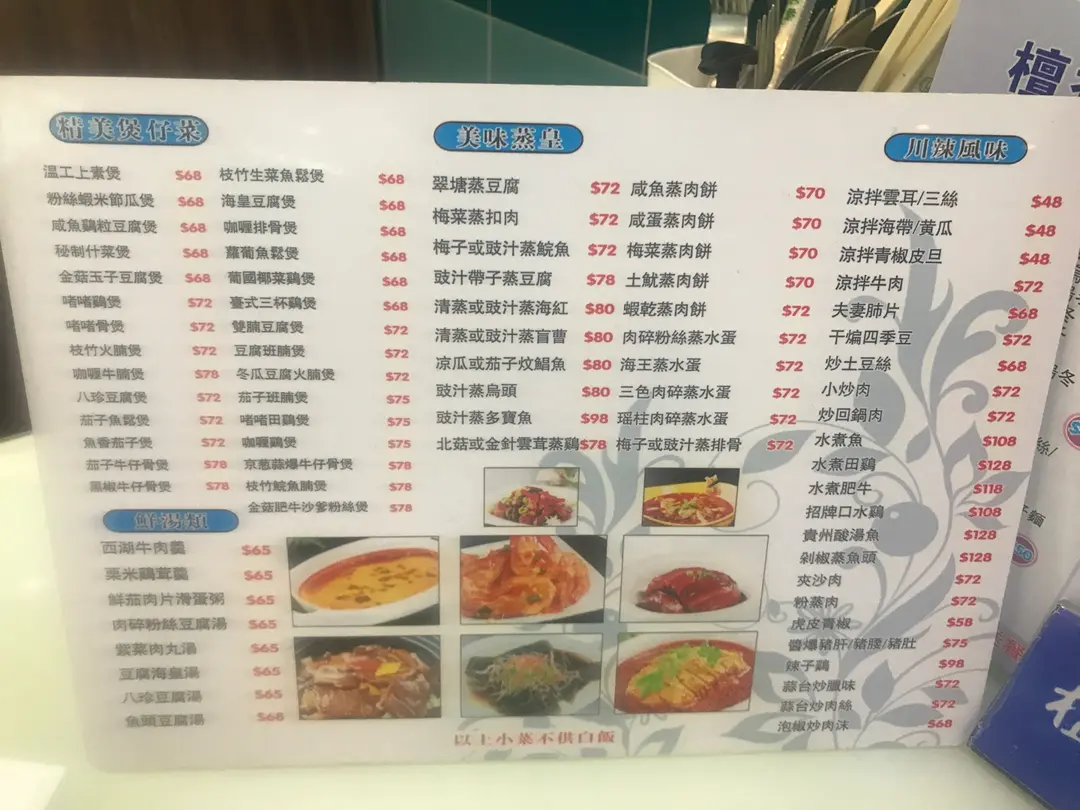 精美煲仔菜
溫工上素煲 $68
粉絲蝦米節瓜煲 $68
咸魚鷄粒豆腐煲 $68
秘制什菜煲 $68
金菇玉子豆腐煲 $68
啫啫鷄煲 $72
啫啫骨煲 $72
枝竹火腩煲 $72
咖喱牛腩煲 $78
八珍豆腐煲 $72
茄子魚鬆煲 $72
魚香茄子煲 $72
茄子牛仔骨煲 $78
黑椒牛仔骨煲 $78
枝竹生菜魚鬆煲 $68
海皇豆腐煲 $68
咖喱排骨煲 $68
蘿葡魚鬆煲 $68
葡國椰菜鷄煲 $68
臺式三杯鷄煲 $68
雙腩豆腐煲 $72
豆腐班腩煲 $72
冬瓜豆腐火腩煲 $72
茄子班腩煲 $75
啫啫田鷄煲 $75
咖喱鷄煲 $75
京葱蒜爆牛仔骨煲 $78
枝竹鯇魚腩煲 $78
金菇肥牛沙爹粉絲煲 $78
鮮湯類
西湖牛肉羹 $65
栗米鷄茸羹 $65
鮮茄肉片滑蛋粥 $65
肉碎粉絲豆腐湯 $65
紫菜肉丸湯 $65
豆腐海皇湯 $65
八珍豆腐湯 $65
魚頭豆腐湯 $68
美味蒸皇
翠塘蒸豆腐 $72
梅菜蒸扣肉 $72
梅子或豉汁蒸鯇魚 $72
豉汁帶子蒸豆腐 $78
清蒸或豉汁蒸海紅 $80
清蒸或豉汁蒸盲曹 $80
凉瓜或茄子炆鯧魚 $80
豉汁蒸烏頭 $80
豉汁蒸多寶魚 $98
北菇或金針雲茸蒸鷄 $78
咸魚蒸肉餅 $70
咸蛋蒸肉餅 $70
梅菜蒸肉餅 $70
土魷蒸肉餅 $70
蝦乾蒸肉餅 $72
肉碎粉絲蒸水蛋 $72
海王蒸水蛋 $72
三色肉碎蒸水蛋 $72
瑶柱肉碎蒸水蛋 $72
梅子或豉汁蒸排骨 $72
川辣風味
涼拌雲耳/三絲 $48
涼拌海帶/黄瓜 $48
涼拌青椒皮旦 $48
涼拌牛肉 $72
夫妻肺片 $68
干煸四季豆 $72
炒土豆絲 $68
小炒肉 $72
炒回鍋肉 $72
水煮魚 $108
水煮田鷄 $128
水煮肥牛 $118
招牌口水鷄 $108
貴州酸湯魚 $128
剁椒蒸魚頭 $128
夾沙肉 $72
粉蒸肉 $72
虎皮青椒 $58
醬爆豬肝/豬腰/豬肚 $75
辣子鷄 $98
蒜台炒臘味 $72
蒜台炒肉絲 $72
泡椒炒肉沫 $68
以上小菜不供白飯
檀